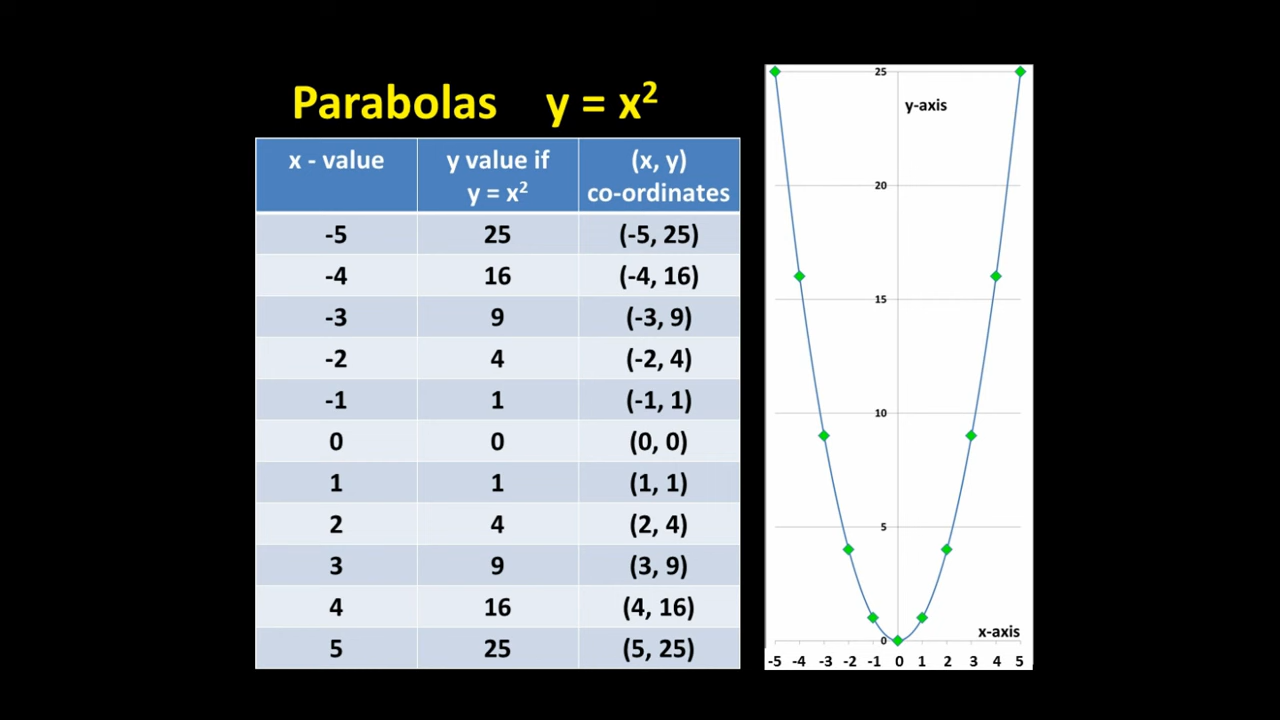 Parabolas y = x²
x - value y value if y = x² (x, y) co-ordinates
-5 25 (-5, 25)
-4 16 (-4, 16)
-3 9 (-3, 9)
-2 4 (-2, 4)
-1 1 (-1, 1)
0 0 (0, 0)
1 1 (1, 1)
2 4 (2, 4)
3 9 (3, 9)
4 16 (4, 16)
5 25 (5, 25)
25
y-axis
20
15
10
5
x-axis
0
-5 -4 -3 -2 -1 0 1 2 3 4 5